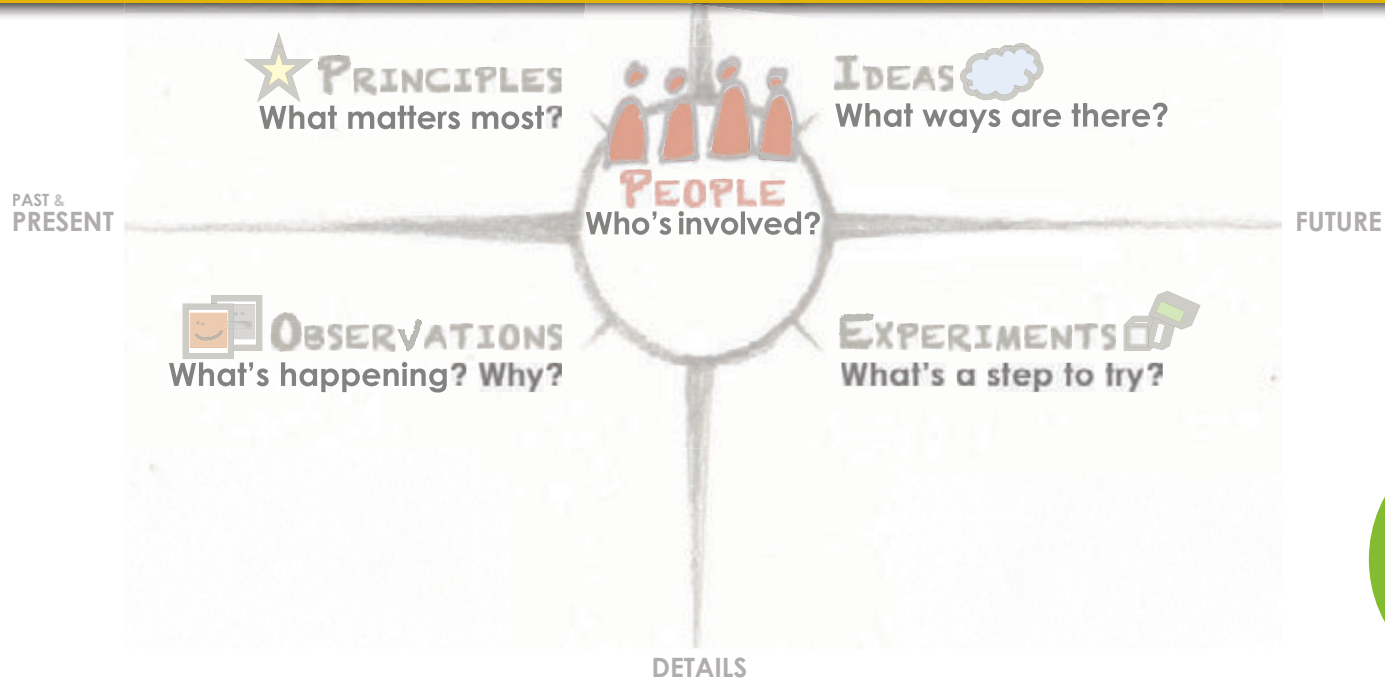 PRINCIPLES
What matters most?
IDEAS
What ways are there?
PEOPLE
Who's involved?
PAST &
PRESENT
FUTURE
OBSERVATIONS
What's happening? Why?
EXPERIMENTS
What's a step to try?
DETAILS